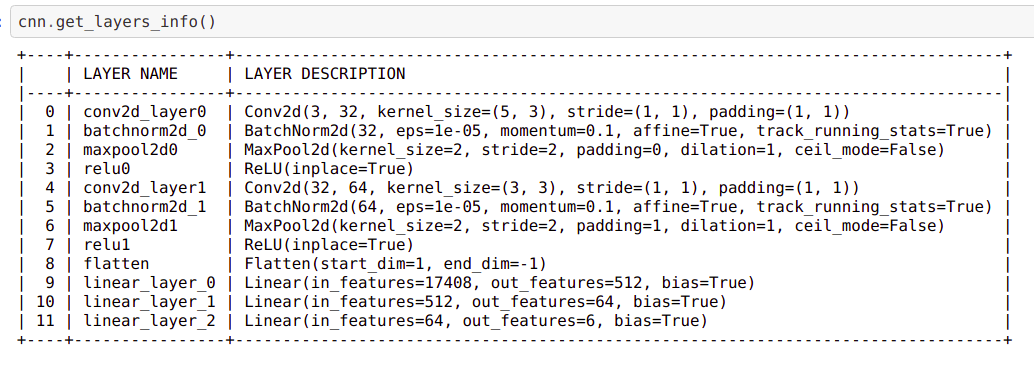 : cnn.get_layers_info()
+----+----------------+---------------------------------------------------------------------------------+
|    | LAYER NAME     | LAYER DESCRIPTION                                                               |
|----+----------------+---------------------------------------------------------------------------------|
|  0 | conv2d_layer0  | Conv2d(3, 32, kernel_size=(5, 3), stride=(1, 1), padding=(1, 1))                |
|  1 | batchnorm2d_0  | BatchNorm2d(32, eps=1e-05, momentum=0.1, affine=True, track_running_stats=True) |
|  2 | maxpool2d0     | MaxPool2d(kernel_size=2, stride=2, padding=0, dilation=1, ceil_mode=False)      |
|  3 | relu0          | ReLU(inplace=True)                                                              |
|  4 | conv2d_layer1  | Conv2d(32, 64, kernel_size=(3, 3), stride=(1, 1), padding=(1, 1))               |
|  5 | batchnorm2d_1  | BatchNorm2d(64, eps=1e-05, momentum=0.1, affine=True, track_running_stats=True) |
|  6 | maxpool2d1     | MaxPool2d(kernel_size=2, stride=2, padding=1, dilation=1, ceil_mode=False)      |
|  7 | relu1          | ReLU(inplace=True)                                                              |
|  8 | flatten        | Flatten(start_dim=1, end_dim=-1)                                                |
|  9 | linear_layer_0 | Linear(in_features=17408, out_features=512, bias=True)                          |
| 10 | linear_layer_1 | Linear(in_features=512, out_features=64, bias=True)                             |
| 11 | linear_layer_2 | Linear(in_features=64, out_features=6, bias=True)                               |
+----+----------------+---------------------------------------------------------------------------------+